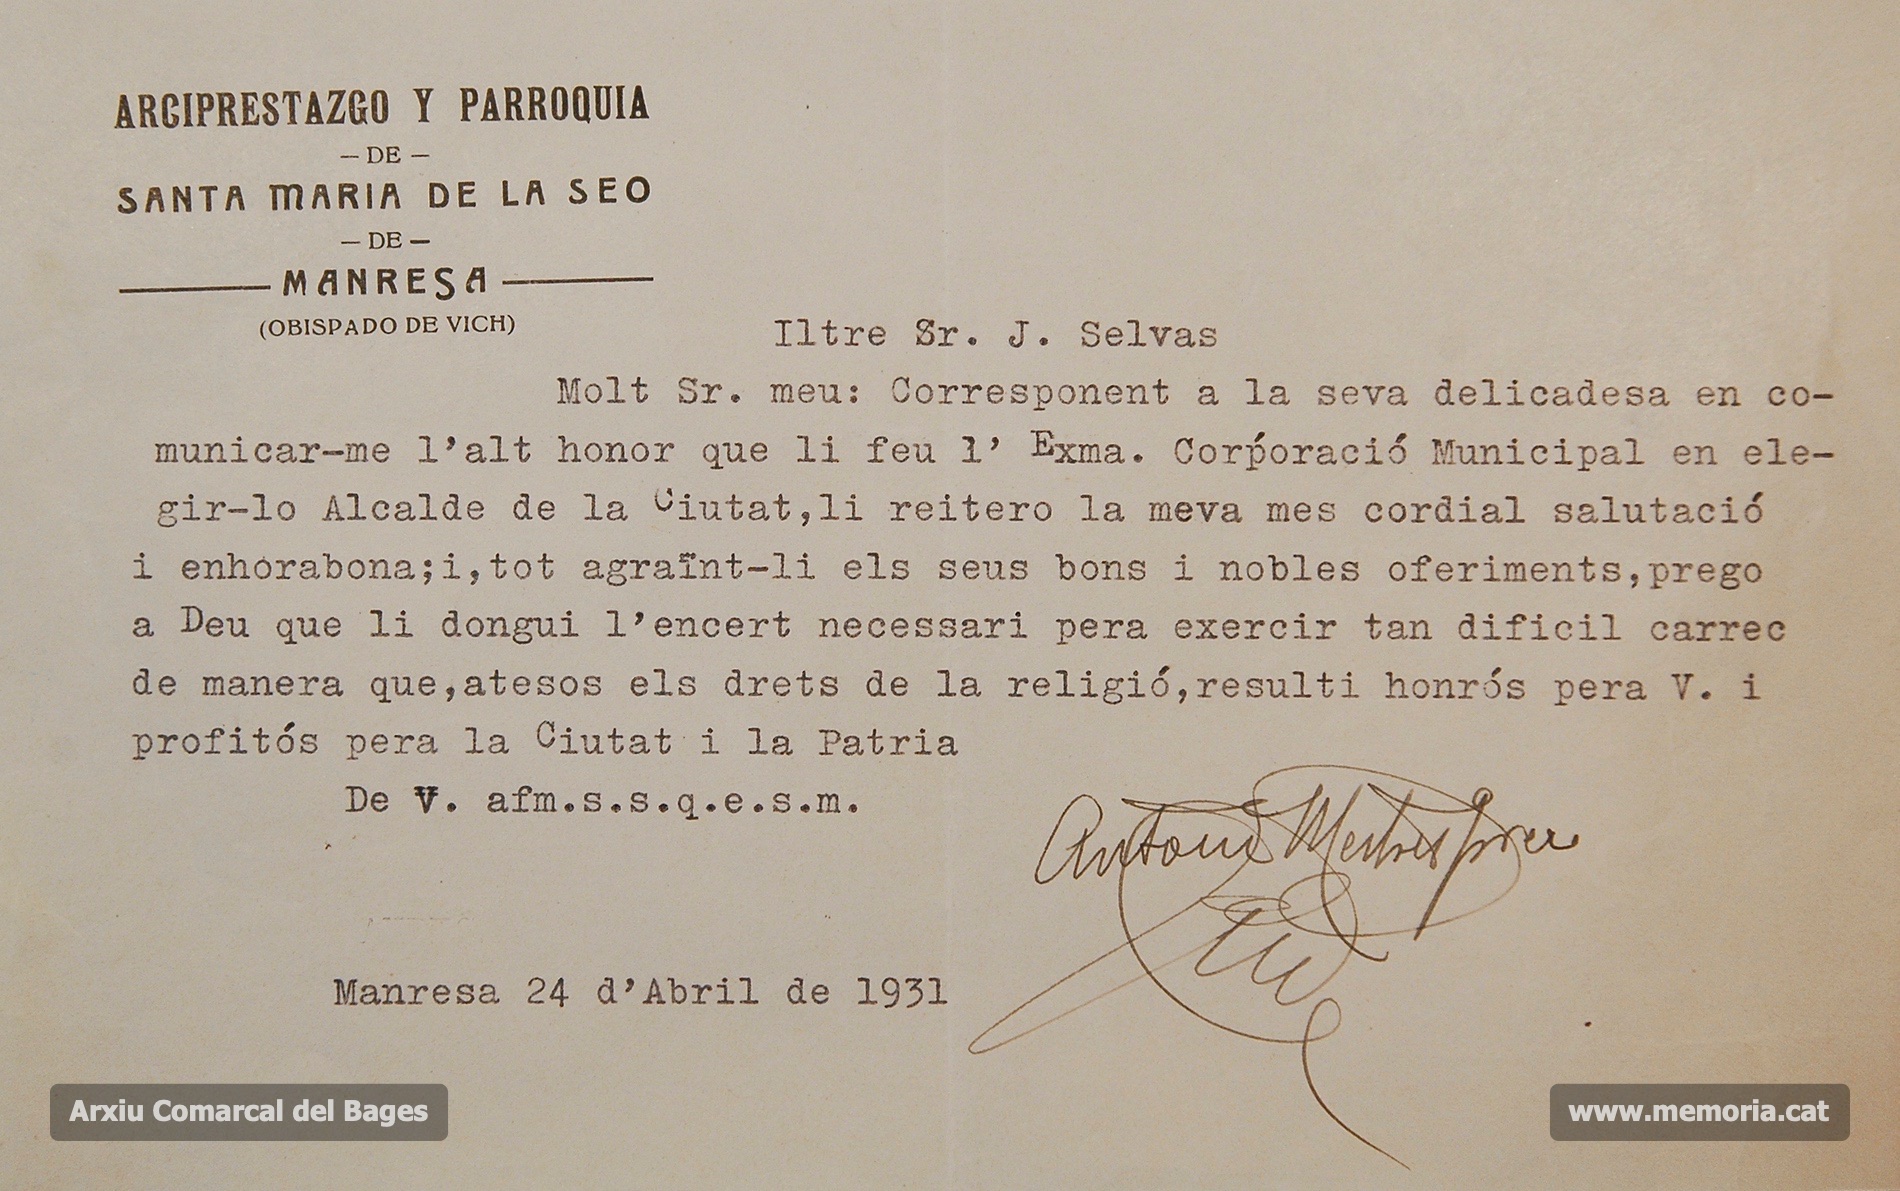 ARCIPRESTAZGO Y PARROQUIA
— DE —
SANTA MARIA DE LA SEO
— DE —
MANRESA
(OBISPADO DE VICH)
Iltre Sr. J. Selvas
Molt Sr. meu: Corresponent a la seva delicadesa en co-
municar-me l'alt honor que li feu l' Exma. Corporació Municipal en ele-
gir-lo Alcalde de la Ciutat,li reitero la meva mes cordial salutació
i enhorabona;i,tot agraïnt-li els seus bons i nobles oferiments,prego
a Deu que li dongui l'encert necessari pera exercir tan dificil carrec
de manera que,atesos els drets de la religió,resulti honrós pera V. i
profitós pera la Ciutat i la Patria
De V. afm.s.s.q.e.s.m.
Antoni Mestres
Manresa 24 d'Abril de 1931
Arxiu Comarcal del Bages
www.memoria.cat